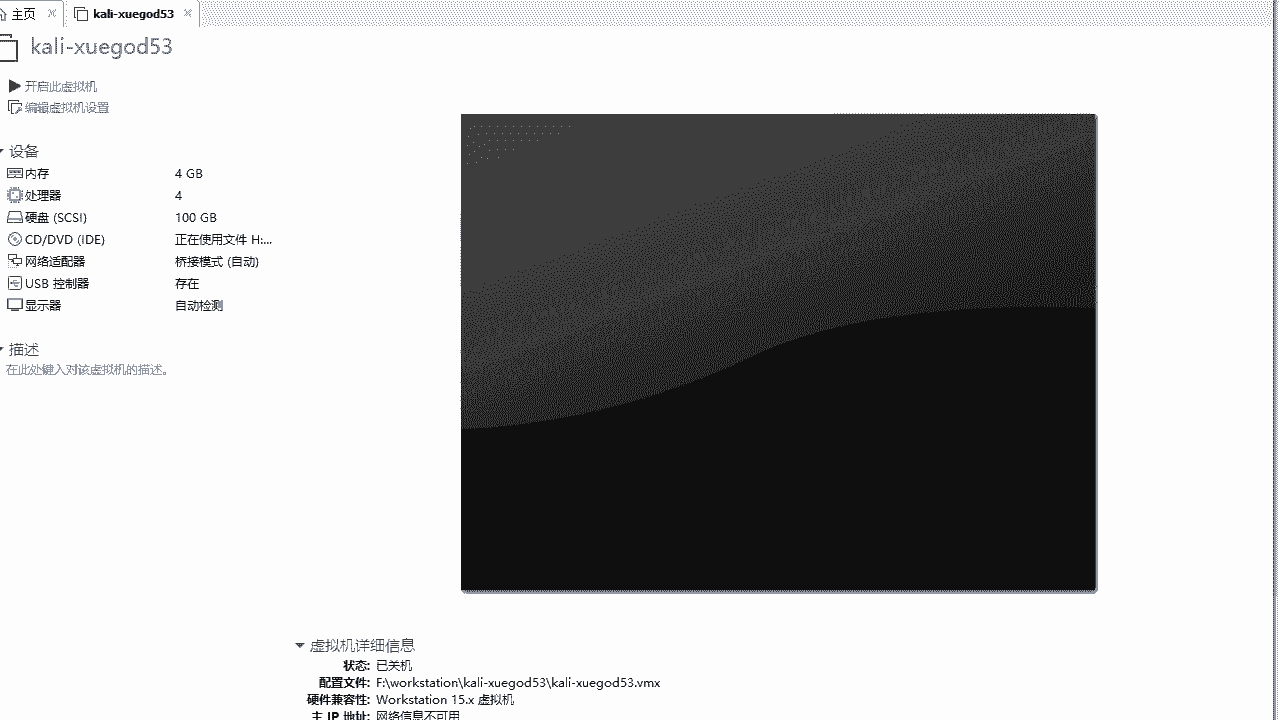 主页
kali-xuegod53
kali-xuegod53
开启此虚拟机
编辑虚拟机设置
设备
内存 4 GB
处理器 4
硬盘 (SCSI) 100 GB
CD/DVD (IDE) 正在使用文件 H:...
网络适配器 桥接模式 (自动)
USB 控制器 存在
显示器 自动检测
描述
在此处键入对该虚拟机的描述。
虚拟机详细信息
状态: 已关机
配置文件: F:\workstation\kali-xuegod53\kali-xuegod53.vmx
硬件兼容性: Workstation 15.x 虚拟机
主 IP 地址: 网络信息不可用